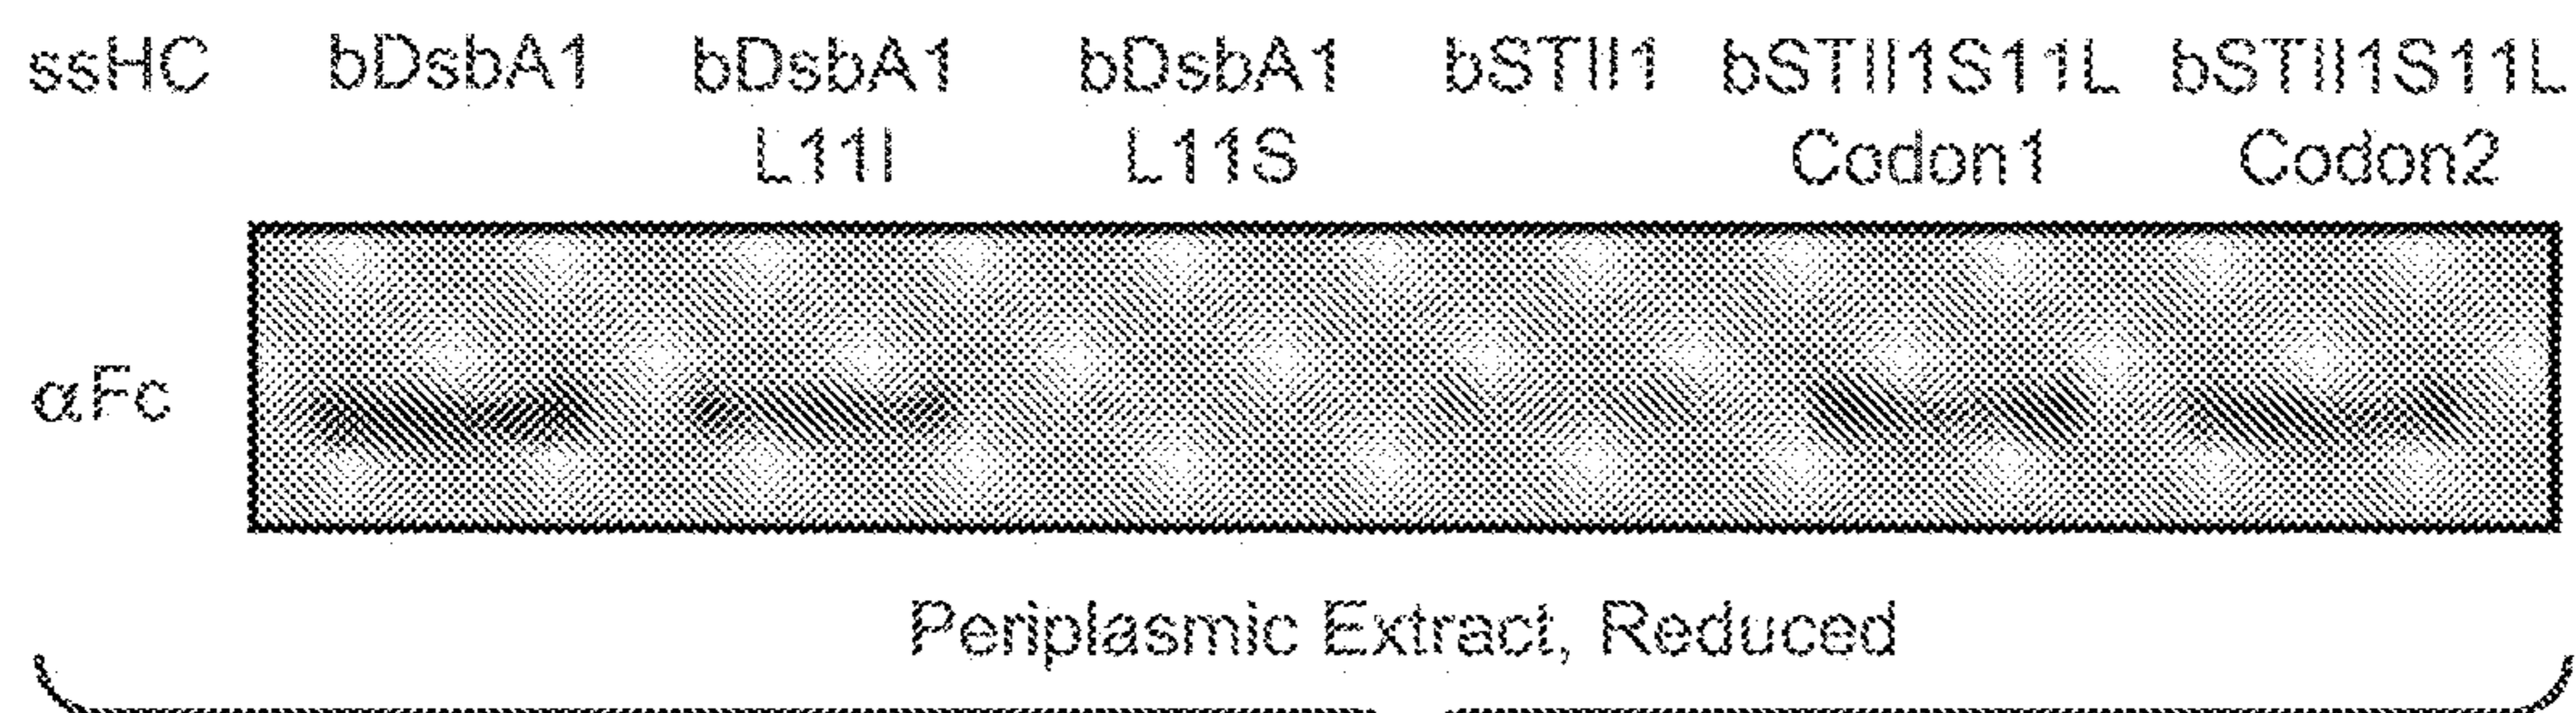 ssHC bDsbA1 bDsbA1 bDsbA1 bSTII1 bSTII1S11L bSTII1S11L
L11I L11S Codon1 Codon2
αFc
Periplasmic Extract, Reduced